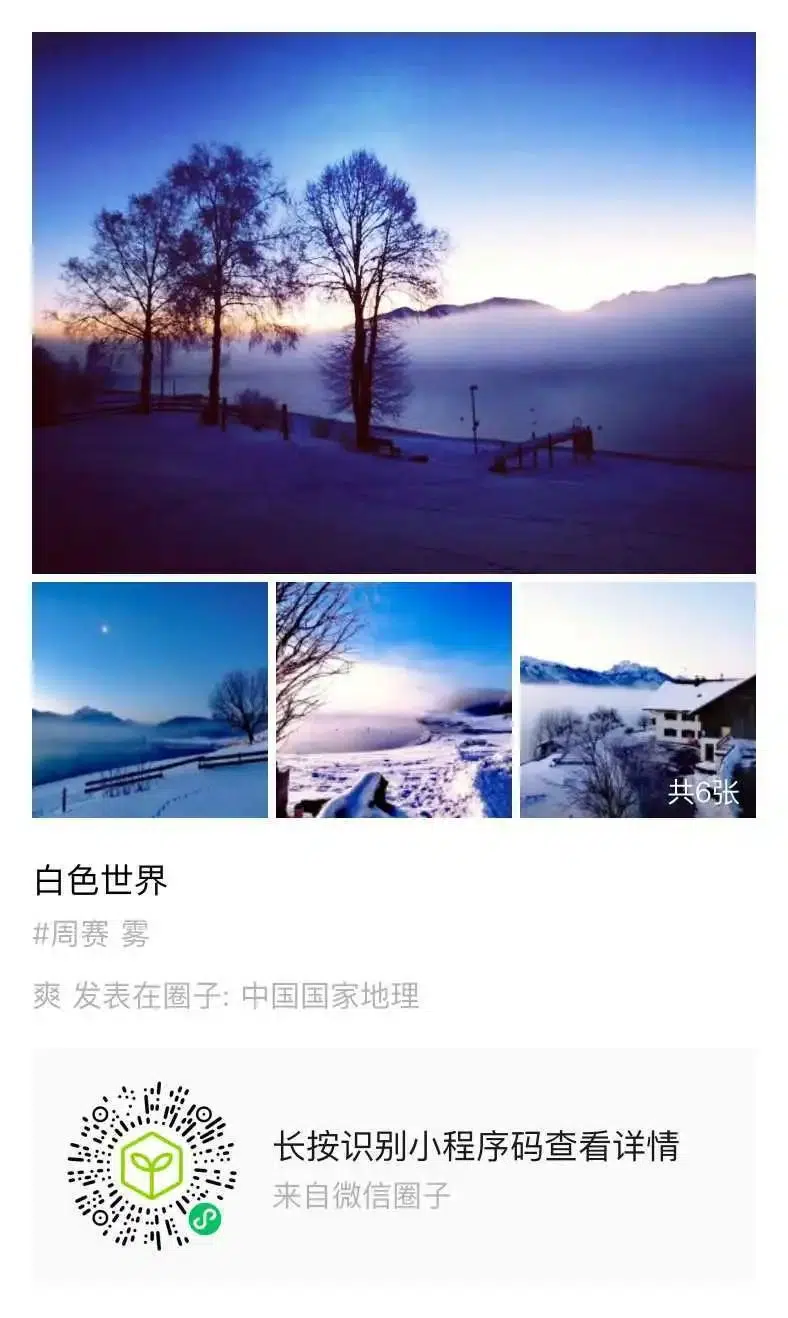 共6张
白色世界
#周赛 雾
爽 发表在圈子: 中国国家地理
长按识别小程序码查看详情
来自微信圈子